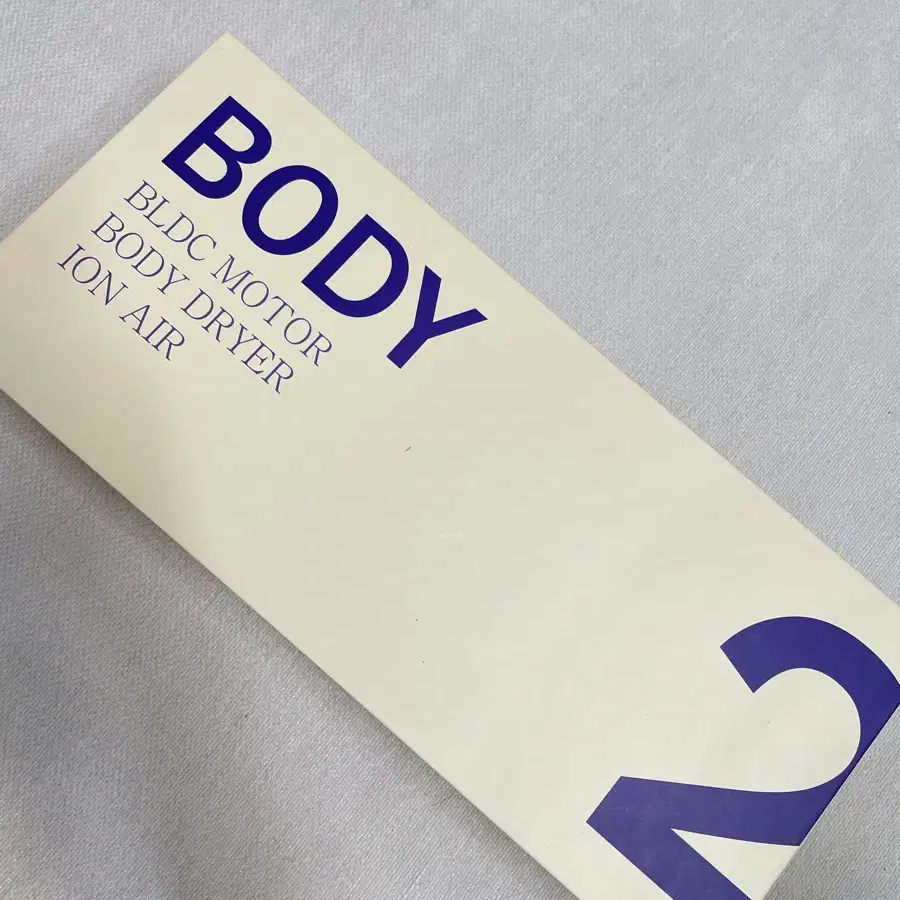 BODY
BLDC MOTOR
BODY DRYER
ION AIR
2